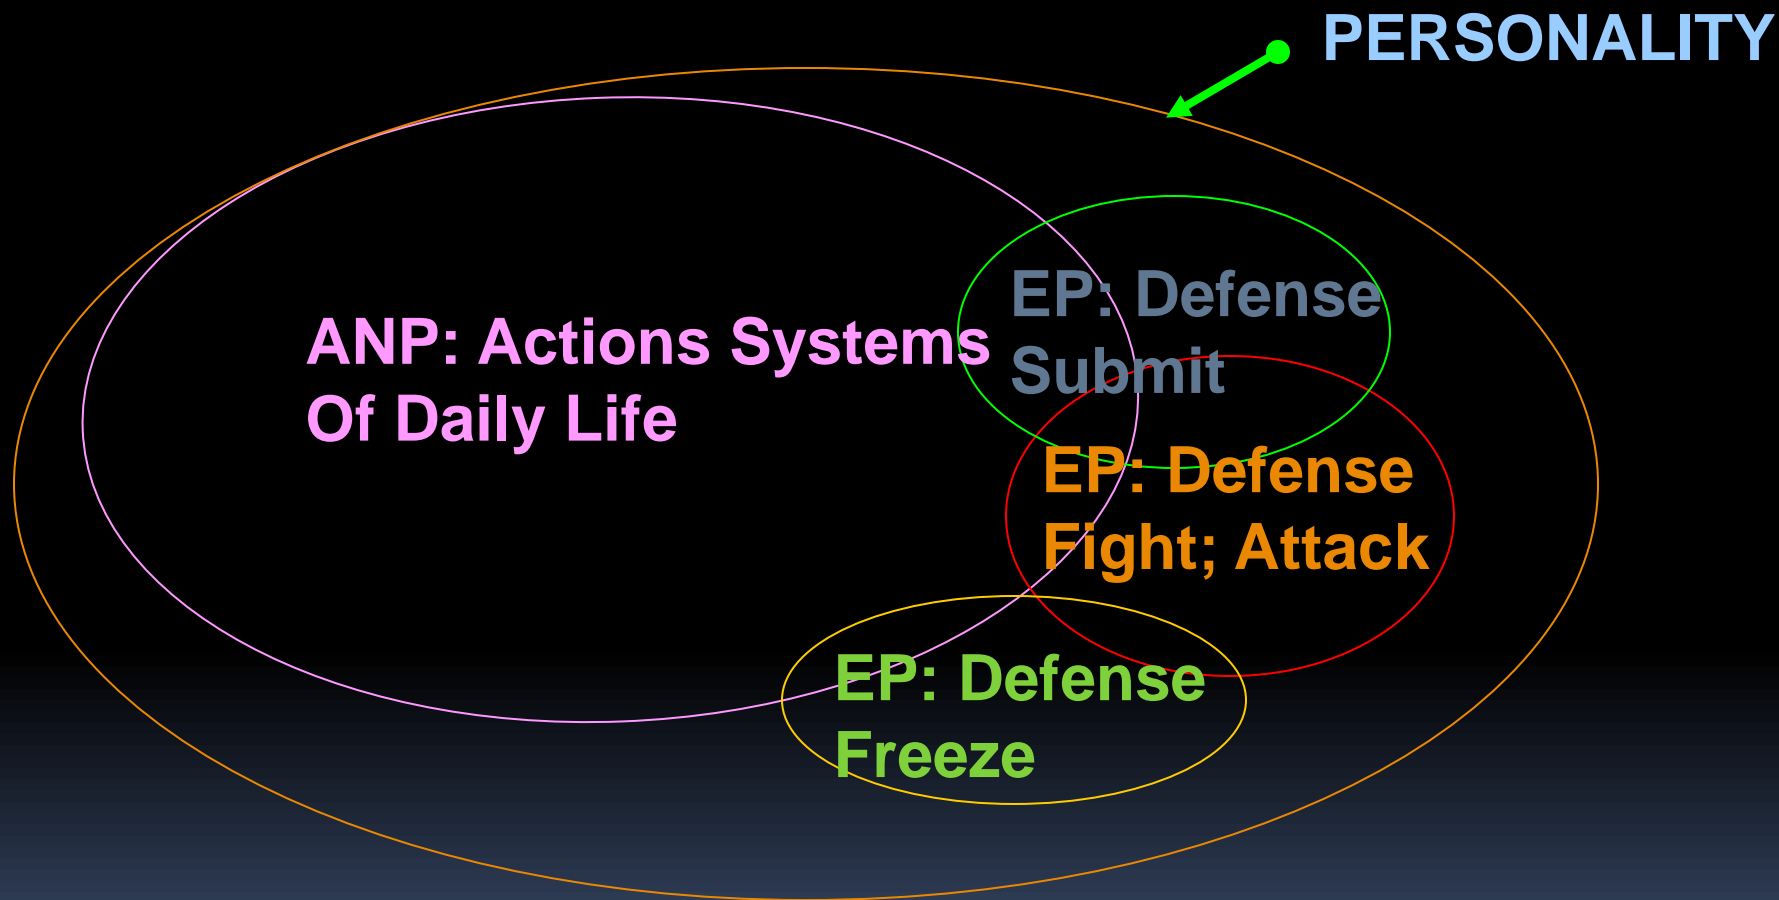 PERSONALITY
ANP: Actions Systems
Of Daily Life
EP: Defense
Submit
EP: Defense
Fight; Attack
EP: Defense
Freeze